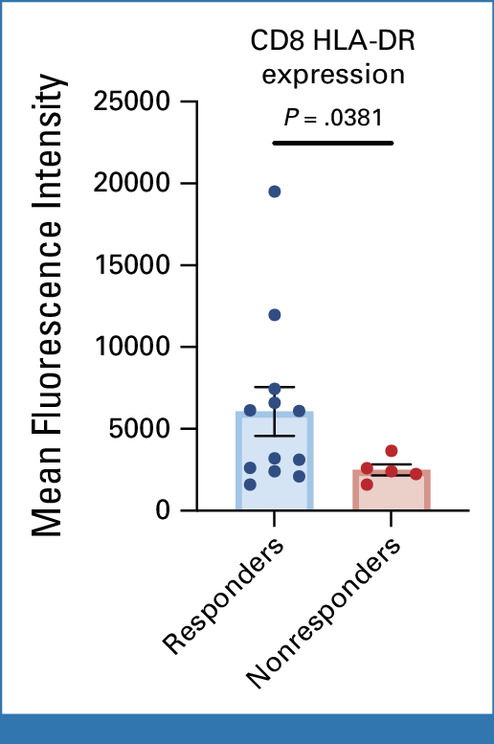 CD8 HLA-DR
expression
P = .0381
Mean Fluorescence Intensity
25000
20000
15000
10000
5000
0
Responders
Nonresponders